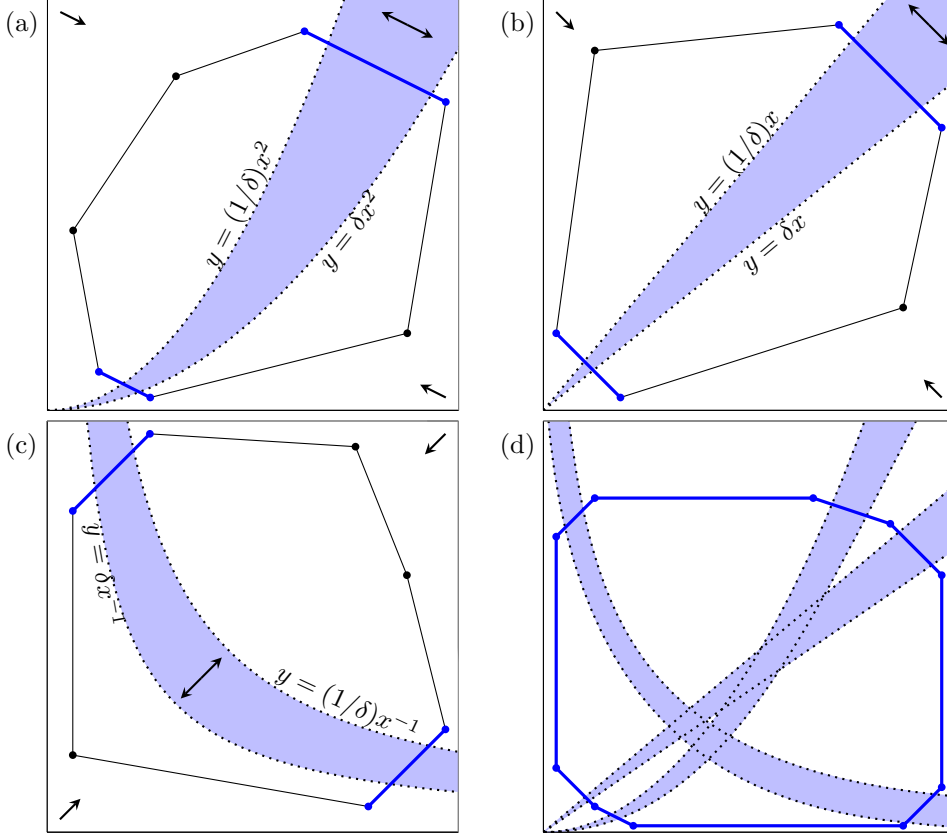 (a)
y = (1/δ)x²
y = δx²
(b)
y = (1/δ)x
y = δx
(c)
y = δx⁻¹
y = (1/δ)x⁻¹
(d)